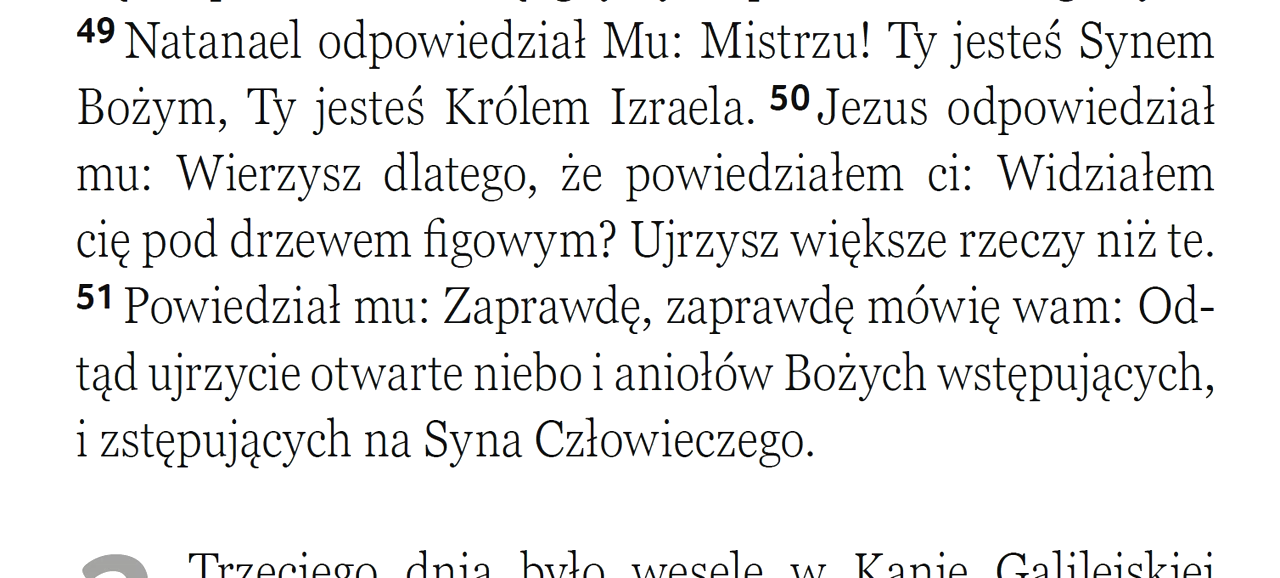 49 Natanael odpowiedział Mu: Mistrzu! Ty jesteś Synem
Bożym, Ty jesteś Królem Izraela. 50 Jezus odpowiedział
mu: Wierzysz dlatego, że powiedziałem ci: Widziałem
cię pod drzewem figowym? Ujrzysz większe rzeczy niż te.
51 Powiedział mu: Zaprawdę, zaprawdę mówię wam: Od-
tąd ujrzycie otwarte niebo i aniołów Bożych wstępujących,
i zstępujących na Syna Człowieczego.
Trzeciego dnia było wesele w Kanie Galilejskiej